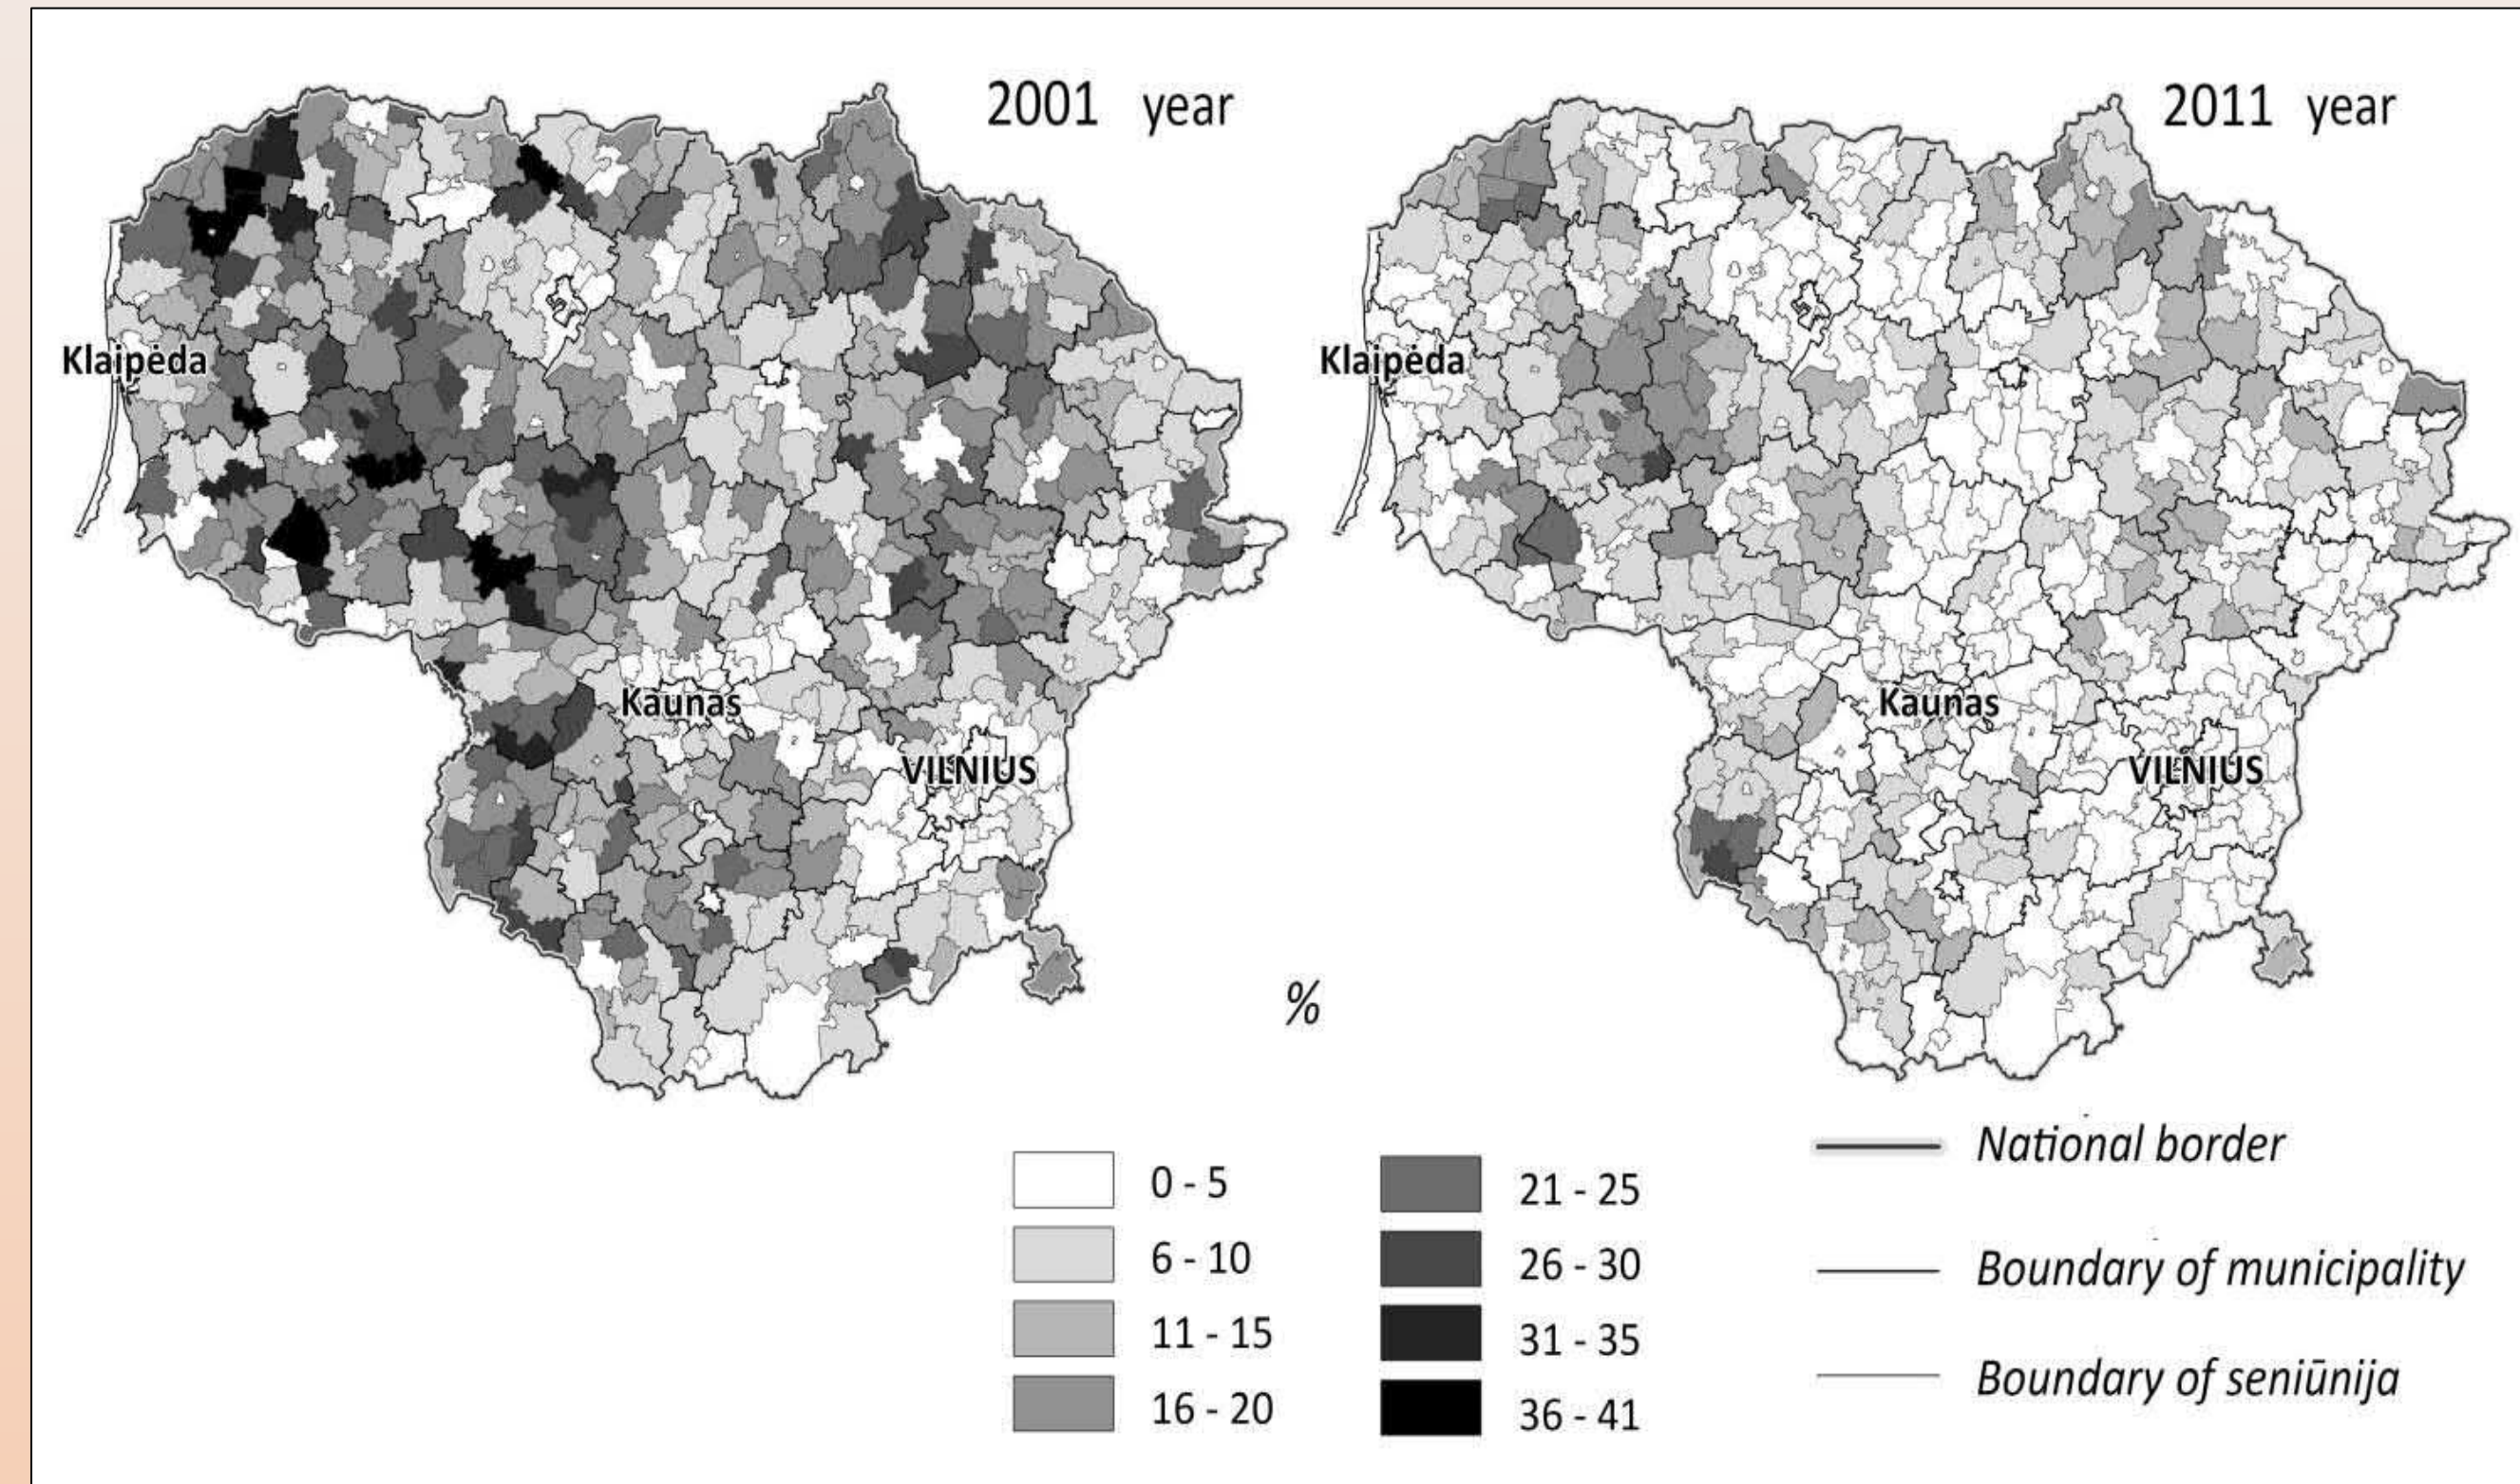 2001 year
2011 year
Klaipėda
Klaipėda
Kaunas
Kaunas
VILNIUS
VILNIUS
%
0 - 5
6 - 10
11 - 15
16 - 20
21 - 25
26 - 30
31 - 35
36 - 41
National border
Boundary of municipality
Boundary of seniūnija